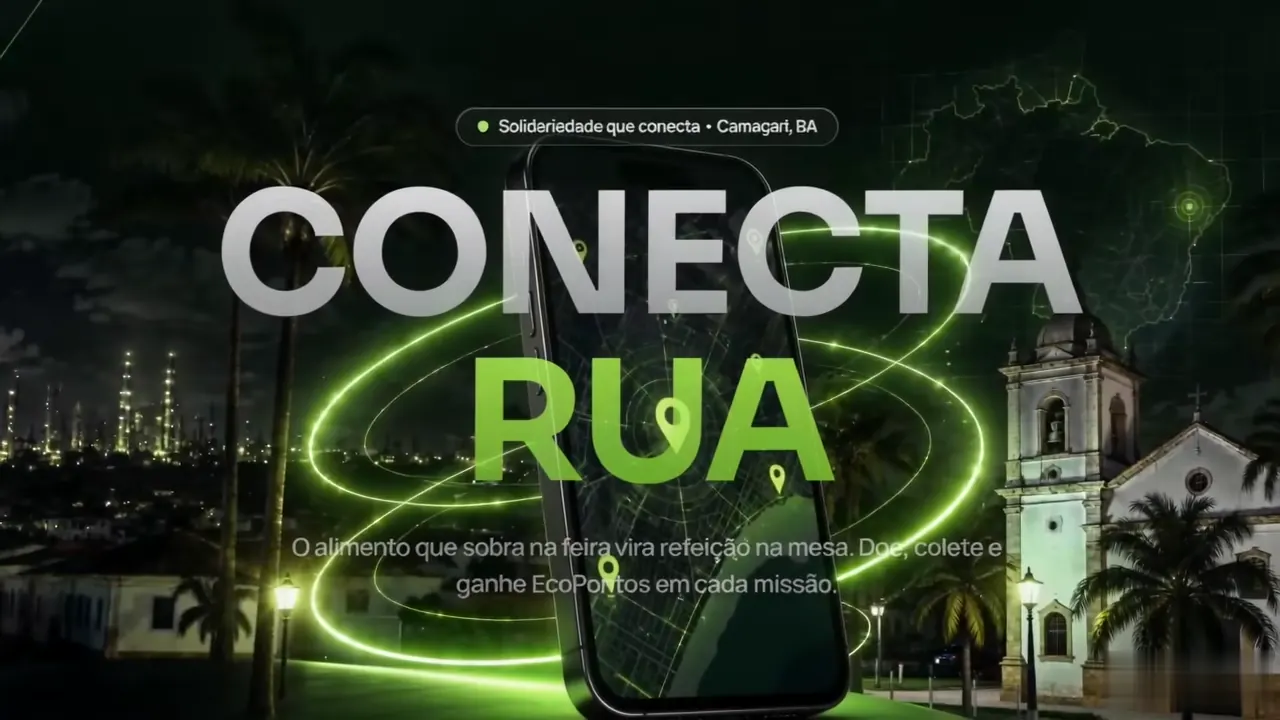 Solideriedade que conecta • Camaçari, BA
CONECTA
RUA
O alimento que sobra na feira vira refeição na mesa. Doe, colete e
ganhe EcoPontos em cada missão.